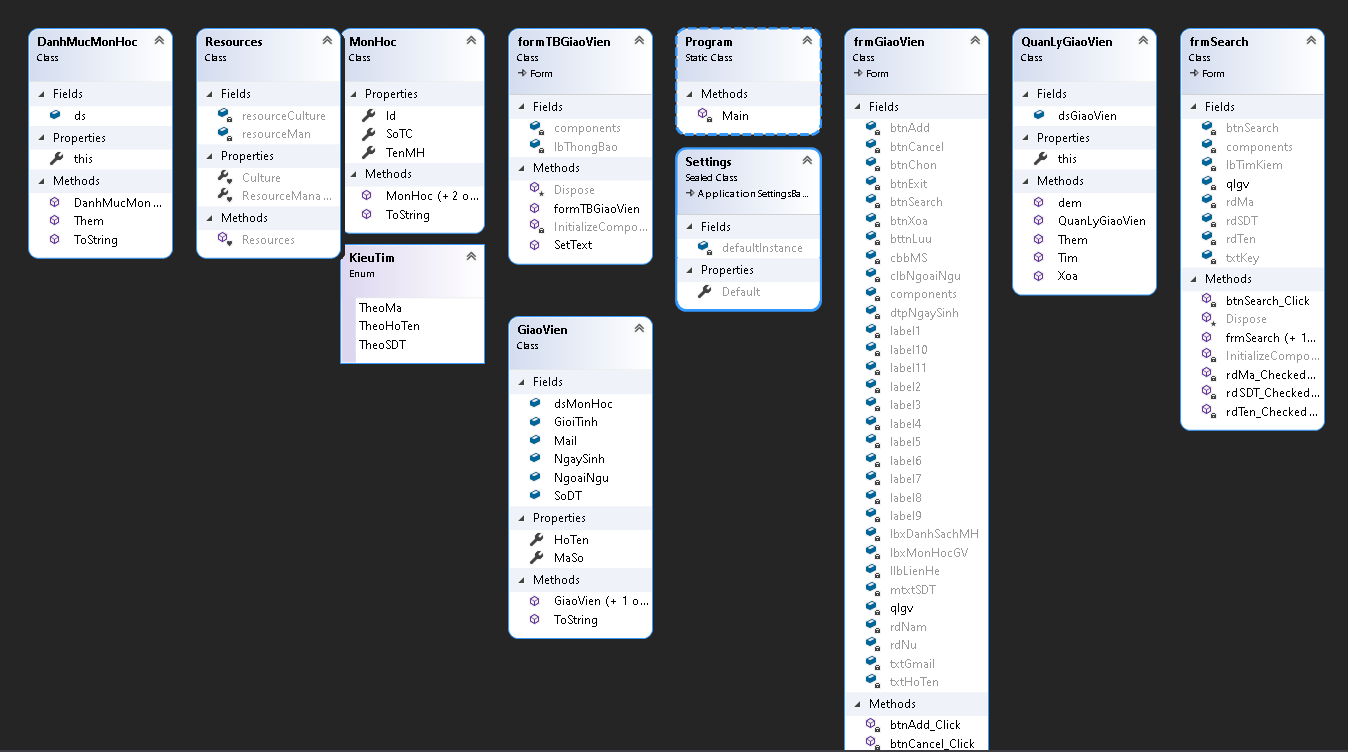 DanhMucMonHoc
Class
Fields
ds
Properties
this
Methods
DanhMucMon ...
Them
ToString
Resources
Class
Fields
resourceCulture
resourceMan
Properties
Culture
ResourceMana ...
Methods
Resources
MonHoc
Class
Properties
Id
SoTC
TenMH
Methods
MonHoc (+ 2 o...
ToString
KieuTim
Enum
TheoMa
TheoHoTen
TheoSDT
formTBGiaoVien
Class
Form
Fields
components
lbThongBao
Methods
Dispose
formTBGiaoVien
InitializeCompo...
SetText
GiaoVien
Class
Fields
dsMonHoc
GioiTinh
Mail
NgaySinh
NgoaiNgu
SoDT
Properties
HoTen
MaSo
Methods
GiaoVien (+ 1 o...
ToString
Program
Static Class
Methods
Main
Settings
Sealed Class
ApplicationSettingsBa...
Fields
defaultInstance
Properties
Default
frmGiaoVien
Class
Form
Fields
btnAdd
btnCancel
btnChon
btnExit
btnSearch
btnXoa
bttnLuu
cbbMS
clbNgoaiNgu
components
dtpNgaySinh
label1
label10
label11
label2
label3
label4
label5
label6
label7
label8
label9
lbxDanhSachMH
lbxMonHocGV
llbLienHe
mtxtSDT
qlgv
rdNam
rdNu
txtGmail
txtHoTen
Methods
btnAdd_Click
btnCancel_Click
QuanLyGiaoVien
Class
Fields
dsGiaoVien
Properties
this
Methods
dem
QuanLyGiaoVien
Them
Tim
Xoa
frmSearch
Class
Form
Fields
btnSearch
components
lbTimKiem
qlgv
rdMa
rdSDT
rdTen
txtKey
Methods
btnSearch_Click
Dispose
frmSearch (+ 1...
InitializeCompo...
rdMa_Checked...
rdSDT_Checked...
rdTen_Checked ...